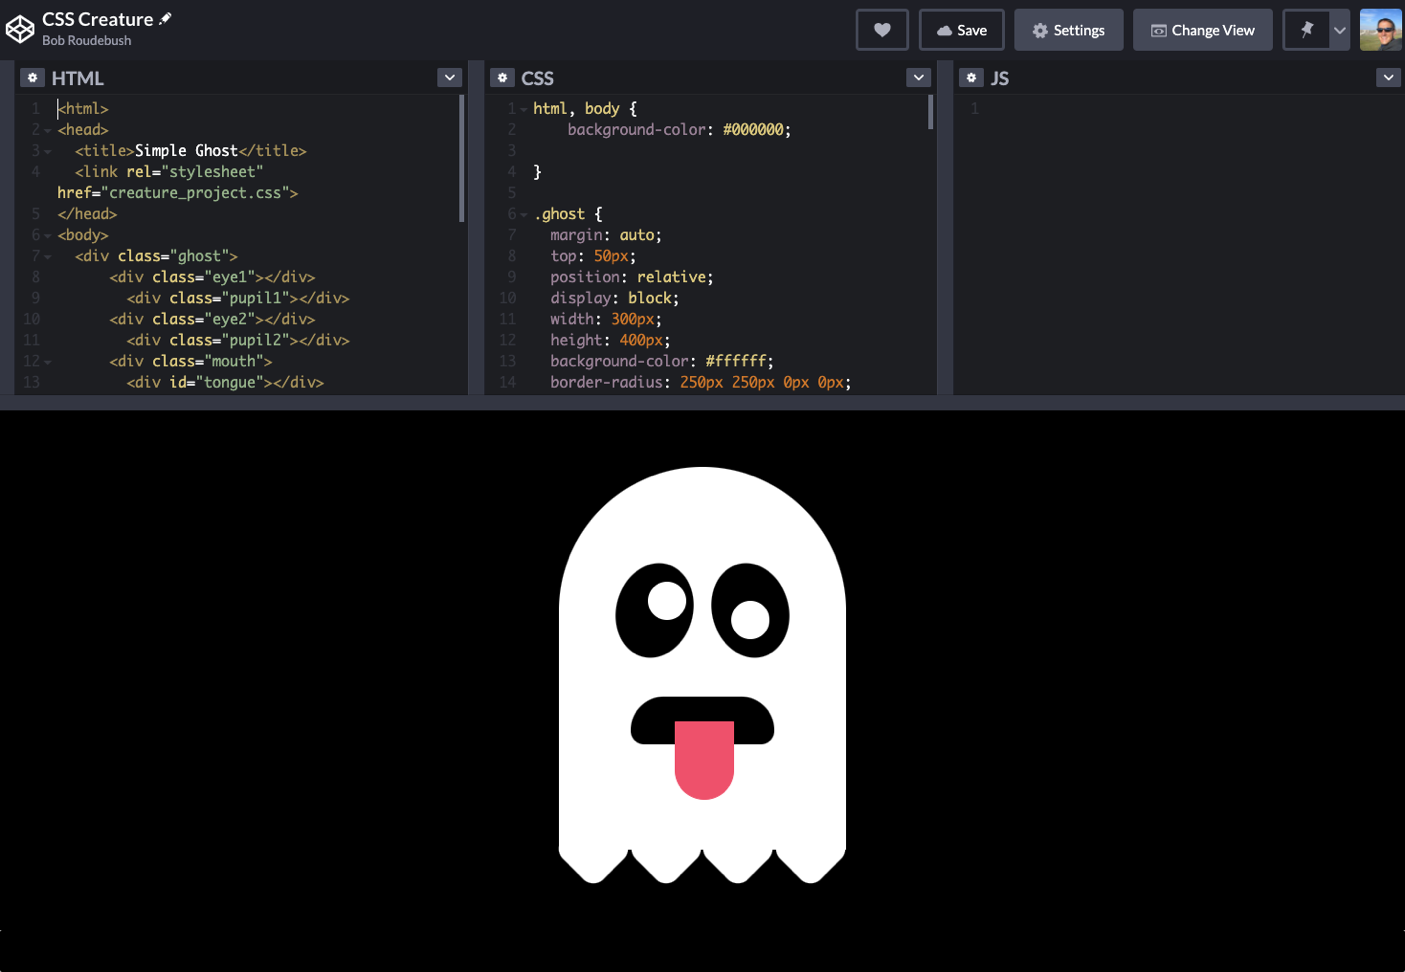 CSS Creature
Bob Roudebush
Save
Settings
Change View
HTML
1 <html>
2 <head>
3 <title>Simple Ghost</title>
4 <link rel="stylesheet"
href="creature_project.css">
5 </head>
6 <body>
7 <div class="ghost">
8 <div class="eye1"></div>
9 <div class="pupil1"></div>
10 <div class="eye2"></div>
11 <div class="pupil2"></div>
12 <div class="mouth">
13 <div id="tongue"></div>
CSS
1 html, body {
2 background-color: #000000;
3
4 }
5
6 .ghost {
7 margin: auto;
8 top: 50px;
9 position: relative;
10 display: block;
11 width: 300px;
12 height: 400px;
13 background-color: #ffffff;
14 border-radius: 250px 250px 0px 0px;
JS
1